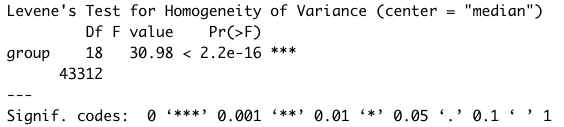 Levene's Test for Homogeneity of Variance (center = "median")
Df F value Pr(>F)
group 18 30.98 < 2.2e-16 ***
43312
---
Signif. codes: 0 ‘***’ 0.001 ‘**’ 0.01 ‘*’ 0.05 ‘.’ 0.1 ‘ ’ 1